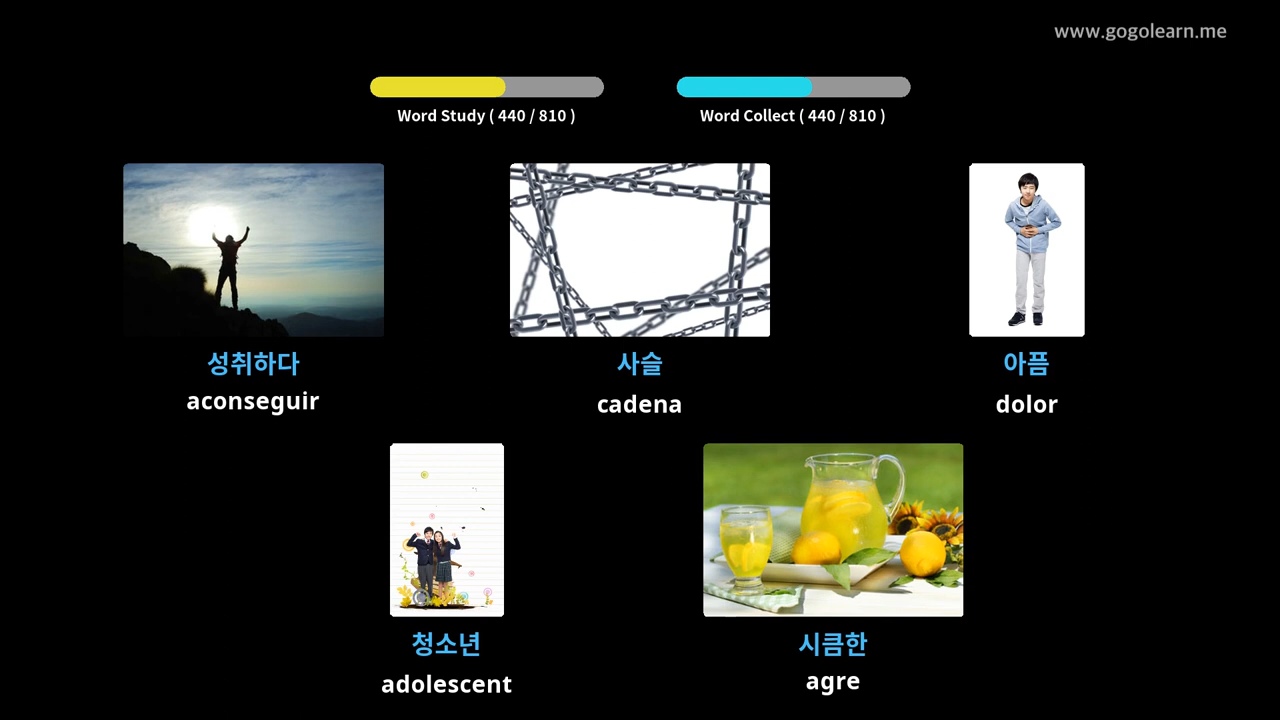 www.gogolearn.me
Word Study ( 440 / 810 )
Word Collect ( 440 / 810 )
성취하다
aconseguir
사슬
cadena
아픔
dolor
청소년
adolescent
시큼한
agre